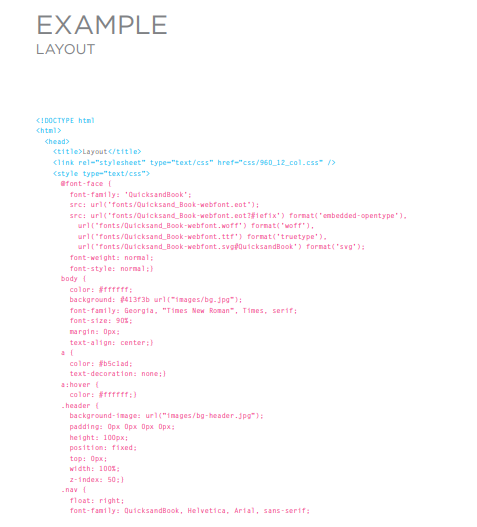 EXAMPLE
LAYOUT
<!DOCTYPE html
<html>
<head>
<title>Layout</title>
<link rel="stylesheet" type="text/css" href="css/960_12_col.css" />
<style type="text/css">
@font-face {
font-family: 'QuicksandBook';
src: url('fonts/Quicksand_Book-webfont.eot');
src: url('fonts/Quicksand_Book-webfont.eot?#iefix') format('embedded-opentype'),
url('fonts/Quicksand_Book-webfont.woff') format('woff'),
url('fonts/Quicksand_Book-webfont.ttf') format('truetype'),
url('fonts/Quicksand_Book-webfont.svg#QuicksandBook') format('svg');
font-weight: normal;
font-style: normal;}
body {
color: #ffffff;
background: #413f3b url("images/bg.jpg");
font-family: Georgia, "Times New Roman", Times, serif;
font-size: 90%;
margin: 0px;
text-align: center;}
a {
color: #b5c1ad;
text-decoration: none;}
a:hover {
color: #ffffff;}
.header {
background-image: url("images/bg-header.jpg");
padding: 0px 0px 0px 0px;
height: 100px;
position: fixed;
top: 0px;
width: 100%;
z-index: 50;}
.nav {
float: right;
font-family: QuicksandBook, Helvetica, Arial, sans-serif;